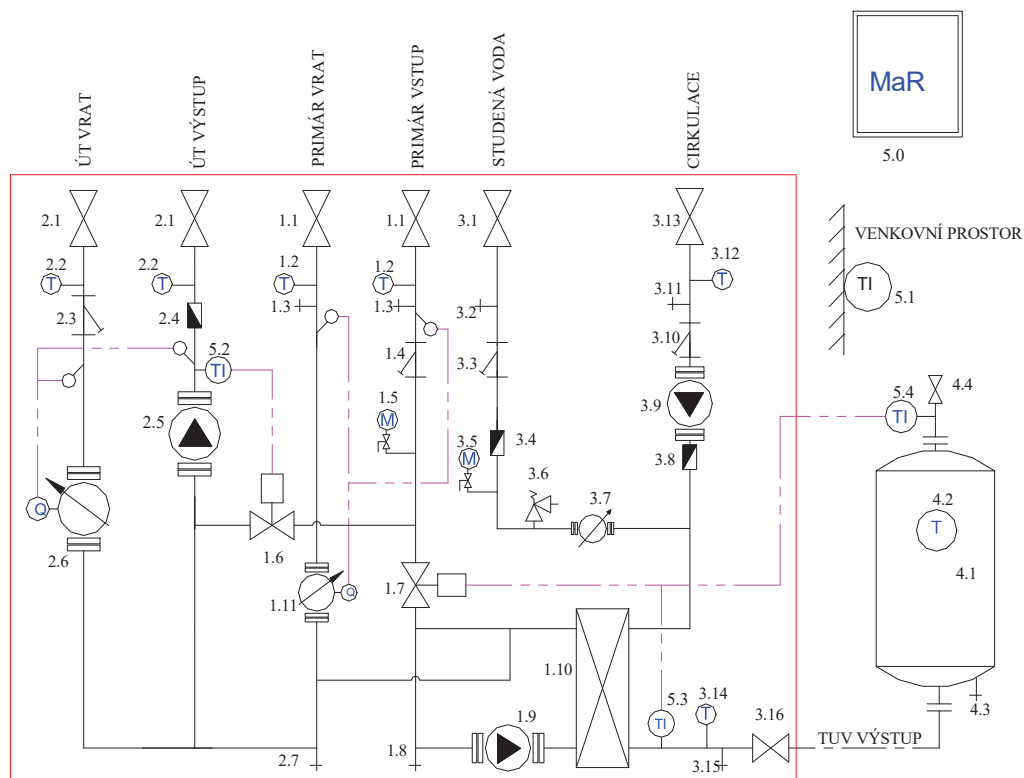 ÚT VRAT
ÚT VÝSTUP
PRIMÁR VRAT
PRIMÁR VSTUP
STUDENÁ VODA
CIRKULACE
MaR
5.0
2.1
2.1
1.1
1.1
3.1
3.13
VENKOVNÍ PROSTOR
2.2
T
2.2
T
1.2
T
1.2
T
3.12
T
TI
5.1
2.3
2.4
1.3
1.3
3.2
3.11
5.2
TI
1.4
3.3
3.10
1.5
M
2.5
3.5
M
3.4
3.9
3.8
5.4
TI
4.4
Q
2.6
1.6
3.6
3.7
4.2
T
4.1
1.11
Q
1.7
1.10
5.3
TI
3.14
T
3.16
4.3
1.9
2.7
1.8
3.15
TUV VÝSTUP